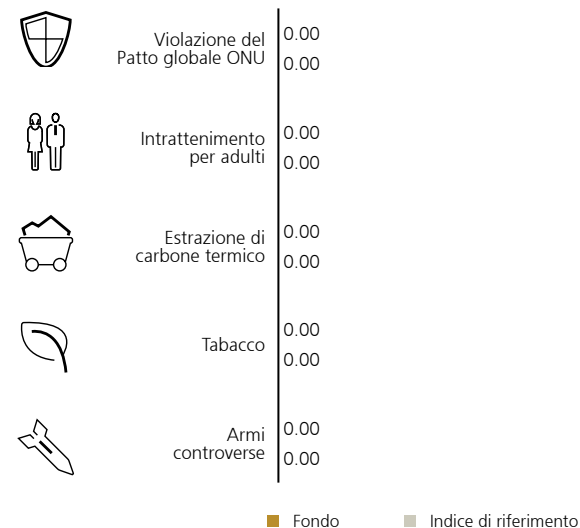 Violazione del
Patto globale ONU
0.00
0.00
Intrattenimento
per adulti
0.00
0.00
Estrazione di
carbone termico
0.00
0.00
Tabacco
0.00
0.00
Armi
controverse
0.00
0.00
Fondo Indice di riferimento